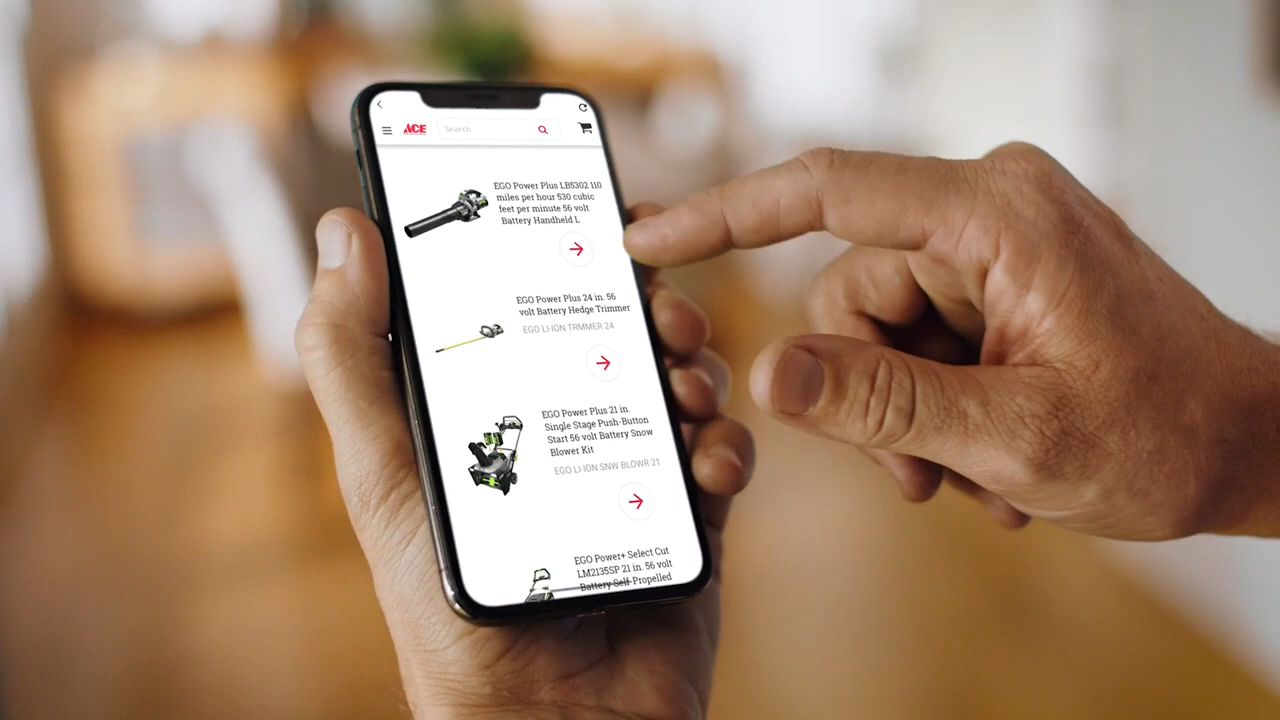 ACE
Search
EGO Power Plus LB5302 110
miles per hour 530 cubic
feet per minute 56 volt
Battery Handheld L
EGO Power Plus 24 in. 56
volt Battery Hedge Trimmer
EGO LI-ION TRMMER 24
EGO Power Plus 21 in.
Single Stage Push-Button
Start 56 volt Battery Snow
Blower Kit
EGO LI-ION SNW BLOWR 21
EGO Power+ Select Cut
LM2135SP 21 in. 56 volt
Battery Self-Propelled